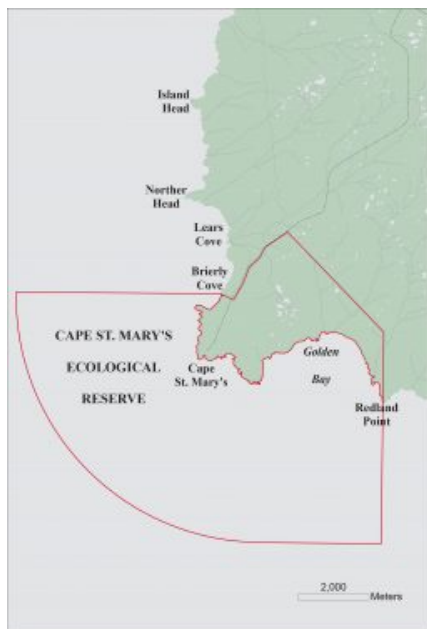 Island
Head
Norther
Head
Lears
Cove
Brierly
Cove
CAPE ST. MARY'S
ECOLOGICAL
RESERVE
Cape
St. Mary's
Golden
Bay
Redland
Point
2,000
Meters